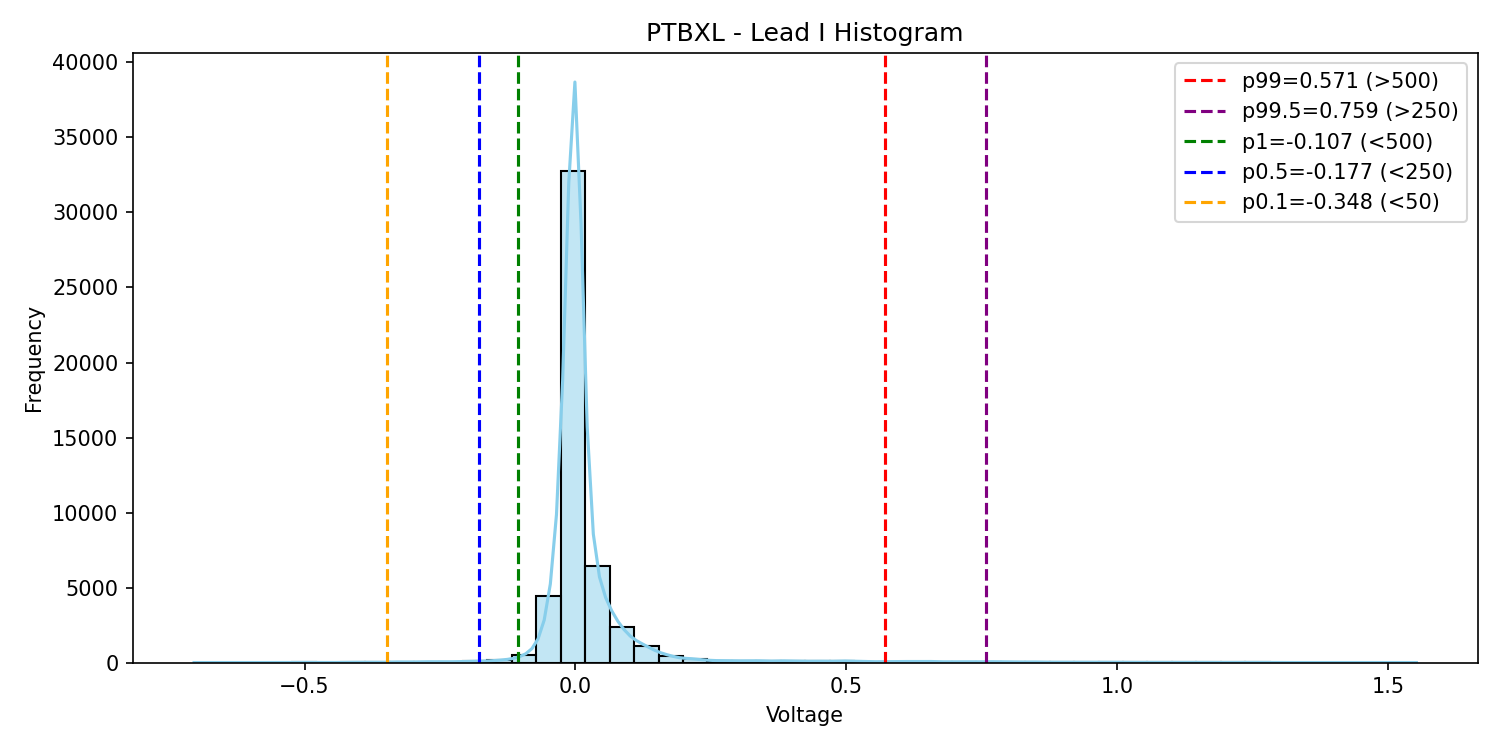 PTBXL - Lead I Histogram
40000
35000
30000
25000
20000
15000
10000
5000
0
Frequency
p99=0.571 (>500)
p99.5=0.759 (>250)
p1=-0.107 (<500)
p0.5=-0.177 (<250)
p0.1=-0.348 (<50)
−0.5 0.0 0.5 1.0 1.5
Voltage